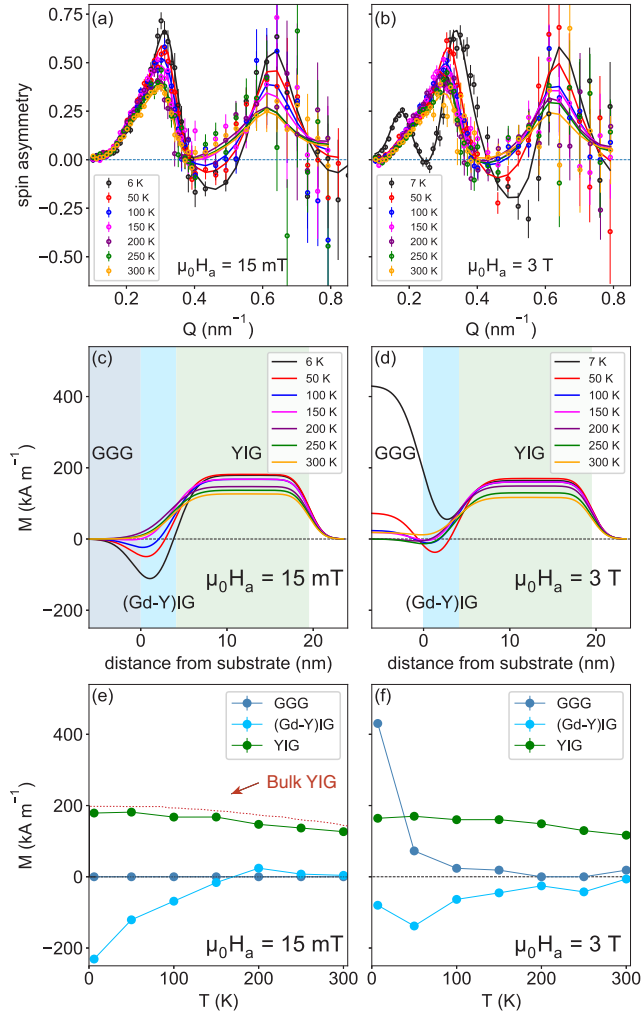 (a)
(b)
0.75
0.50
0.25
0.00
−0.25
−0.50
spin asymmetry
6 K
50 K
100 K
150 K
200 K
250 K
300 K
μ₀Hₐ = 15 mT
7 K
50 K
100 K
150 K
200 K
250 K
300 K
μ₀Hₐ = 3 T
0.2 0.4 0.6 0.8
0.2 0.4 0.6 0.8
Q (nm⁻¹)
Q (nm⁻¹)
(c)
(d)
400
200
0
−200
M (kA m⁻¹)
6 K
50 K
100 K
150 K
200 K
250 K
300 K
GGG
YIG
(Gd-Y)IG
μ₀Hₐ = 15 mT
7 K
50 K
100 K
150 K
200 K
250 K
300 K
GGG
YIG
(Gd-Y)IG
μ₀Hₐ = 3 T
0 10 20
0 10 20
distance from substrate (nm)
distance from substrate (nm)
(e)
(f)
400
200
0
−200
M (kA m⁻¹)
GGG
(Gd-Y)IG
YIG
Bulk YIG
μ₀Hₐ = 15 mT
GGG
(Gd-Y)IG
YIG
μ₀Hₐ = 3 T
0 100 200 300
0 100 200 300
T (K)
T (K)